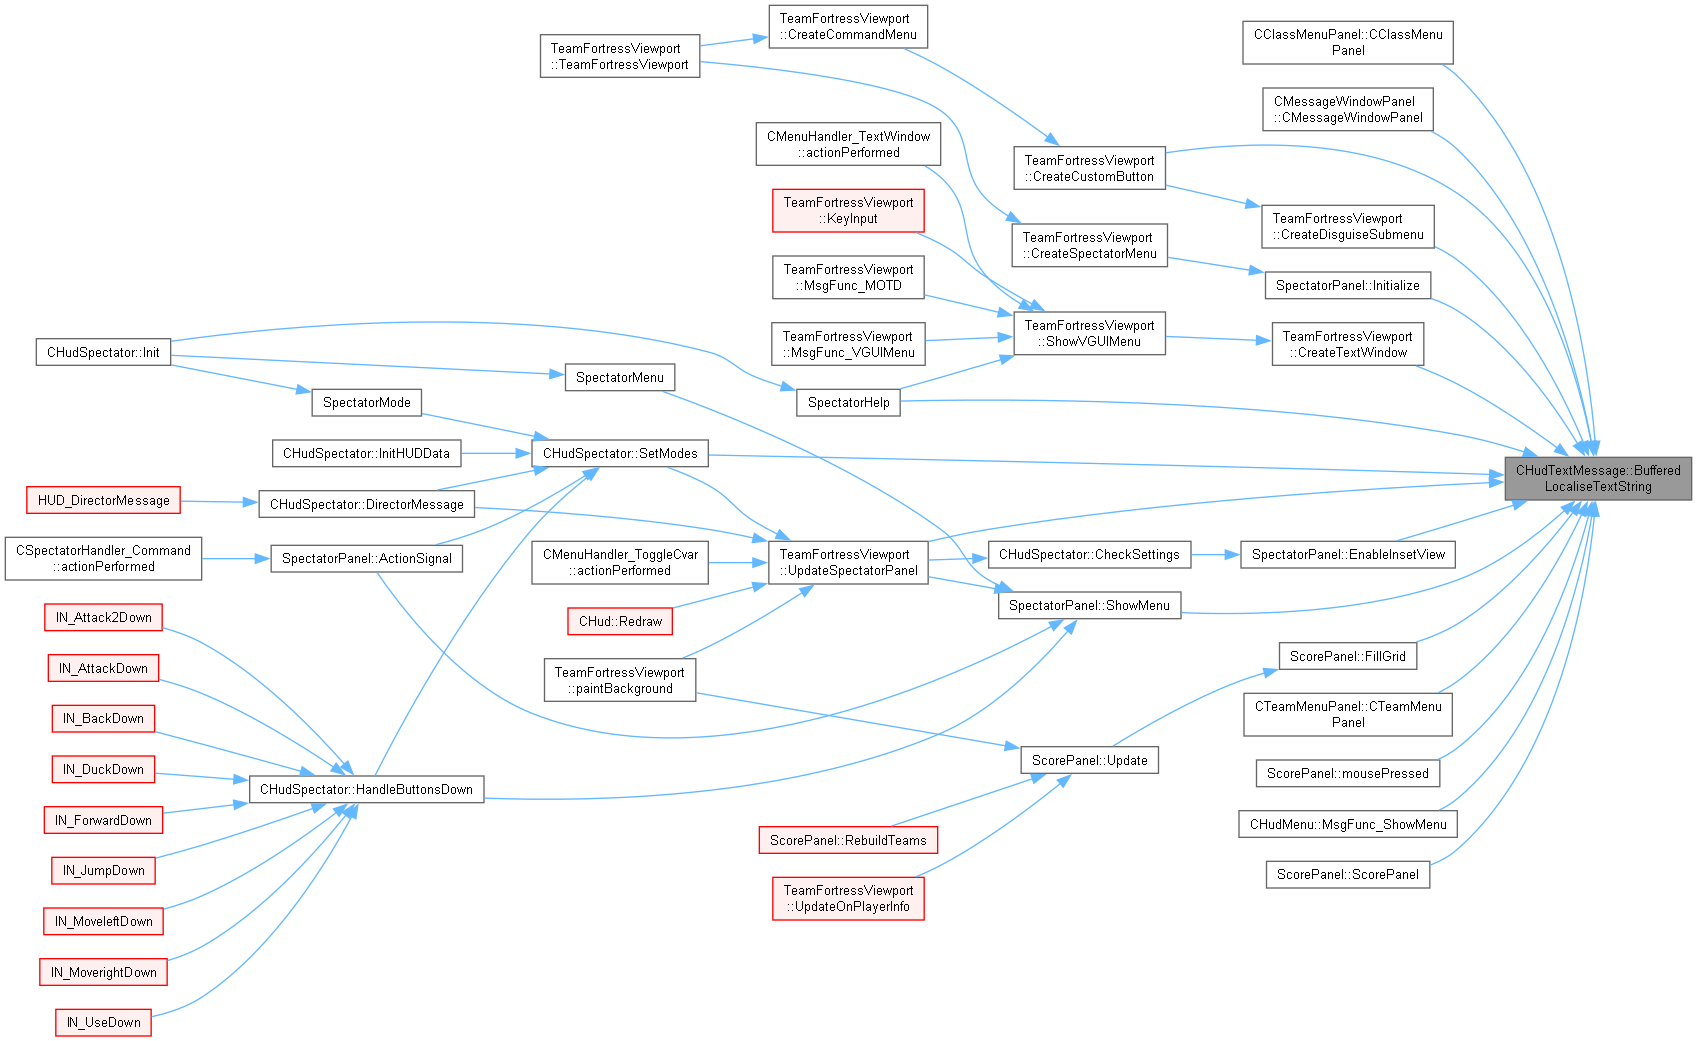 TeamFortressViewport
::CreateCommandMenu
TeamFortressViewport
::TeamFortressViewport
CClassMenuPanel::CClassMenu
Panel
CMessageWindowPanel
::CMessageWindowPanel
CMenuHandler_TextWindow
::actionPerformed
TeamFortressViewport
::CreateCustomButton
TeamFortressViewport
::KeyInput
TeamFortressViewport
::CreateDisguiseSubmenu
TeamFortressViewport
::CreateSpectatorMenu
TeamFortressViewport
::MsgFunc_MOTD
SpectatorPanel::Initialize
TeamFortressViewport
::ShowVGUIMenu
TeamFortressViewport
::MsgFunc_VGUIMenu
TeamFortressViewport
::CreateTextWindow
CHudSpectator::Init
SpectatorMenu
SpectatorMode
SpectatorHelp
CHudSpectator::InitHUDData
CHudSpectator::SetModes
CHudTextMessage::Buffered
LocaliseTextString
HUD_DirectorMessage
CHudSpectator::DirectorMessage
CSpectatorHandler_Command
::actionPerformed
SpectatorPanel::ActionSignal
CMenuHandler_ToggleCvar
::actionPerformed
TeamFortressViewport
::UpdateSpectatorPanel
CHudSpectator::CheckSettings
SpectatorPanel::EnableInsetView
SpectatorPanel::ShowMenu
IN_Attack2Down
CHud::Redraw
ScorePanel::FillGrid
IN_AttackDown
TeamFortressViewport
::paintBackground
CTeamMenuPanel::CTeamMenu
Panel
IN_BackDown
ScorePanel::Update
IN_DuckDown
ScorePanel::mousePressed
CHudSpectator::HandleButtonsDown
IN_ForwardDown
CHudMenu::MsgFunc_ShowMenu
ScorePanel::RebuildTeams
IN_JumpDown
ScorePanel::ScorePanel
TeamFortressViewport
::UpdateOnPlayerInfo
IN_MoveleftDown
IN_MoverightDown
IN_UseDown